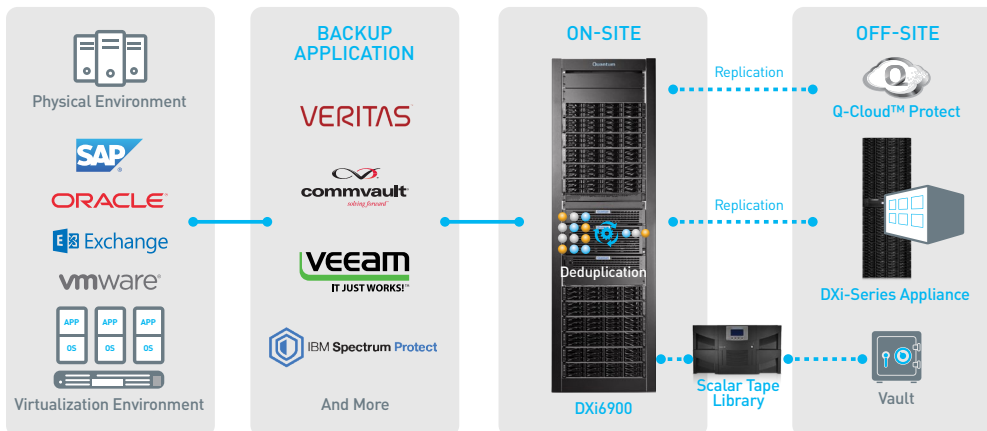 Physical Environment
SAP
ORACLE
Exchange
vmware®
APP APP APP
OS OS OS
Virtualization Environment
BACKUP
APPLICATION
VERITAS
commvault®
solving forward™
VEEAM
IT JUST WORKS!™
IBM Spectrum Protect
And More
ON-SITE
Quantum
Deduplication
DXi6900
Replication
Replication
Scalar Tape
Library
OFF-SITE
Q
Q-Cloud™ Protect
DXi-Series Appliance
Vault